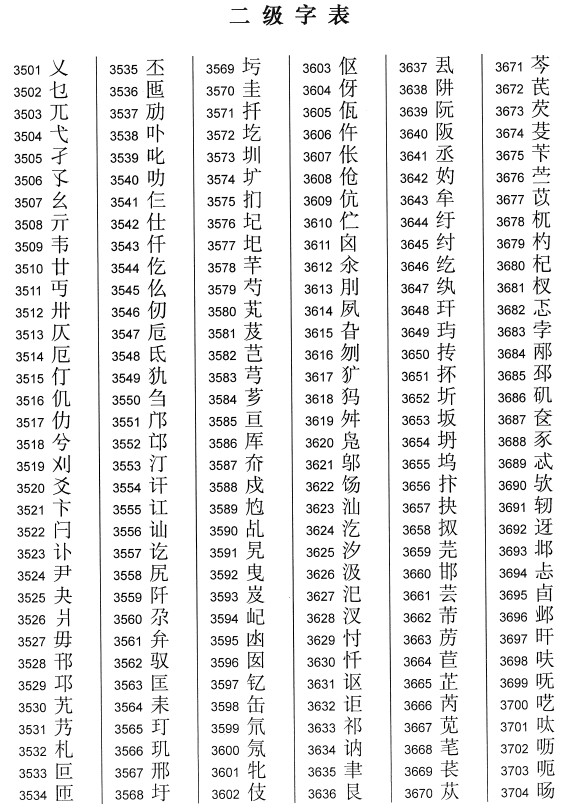 二级字表
3501 乂
3502 乜
3503 兀
3504 弋
3505 孑
3506 孓
3507 幺
3508 亓
3509 韦
3510 廿
3511 丏
3512 卅
3513 仄
3514 厄
3515 仃
3516 仉
3517 仂
3518 兮
3519 刈
3520 爻
3521 卞
3522 闩
3523 讣
3524 尹
3525 夬
3526 爿
3527 毋
3528 邗
3529 邛
3530 艽
3531 艿
3532 札
3533 叵
3534 匝
3535 丕
3536 匜
3537 劢
3538 卟
3539 叱
3540 叻
3541 仨
3542 仕
3543 仟
3544 仡
3545 仫
3546 仞
3547 卮
3548 氐
3549 犰
3550 刍
3551 邝
3552 邙
3553 汀
3554 讦
3555 讧
3556 讪
3557 讫
3558 尻
3559 阡
3560 尕
3561 弁
3562 驭
3563 匡
3564 耒
3565 玎
3566 玑
3567 邢
3568 圩
3569 圬
3570 圭
3571 扦
3572 圪
3573 圳
3574 圹
3575 扪
3576 圮
3577 圯
3578 芊
3579 芍
3580 芄
3581 芨
3582 芑
3583 芎
3584 芗
3585 亘
3586 厍
3587 夼
3588 戍
3589 尥
3590 乩
3591 旯
3592 曳
3593 岌
3594 屺
3595 凼
3596 囡
3597 钇
3598 缶
3599 氘
3600 氖
3601 牝
3602 伎
3603 伛
3604 伢
3605 佤
3606 仵
3607 伥
3608 伧
3609 伉
3610 伫
3611 囟
3612 汆
3613 刖
3614 夙
3615 旮
3616 刎
3617 犷
3618 犸
3619 舛
3620 凫
3621 邬
3622 饧
3623 汕
3624 汔
3625 汐
3626 汲
3627 汜
3628 汊
3629 忖
3630 忏
3631 讴
3632 讵
3633 祁
3634 讷
3635 聿
3636 艮
3637 厾
3638 阱
3639 阮
3640 阪
3641 丞
3642 妁
3643 牟
3644 纡
3645 纣
3646 纥
3647 纨
3648 玕
3649 玙
3650 抟
3651 抔
3652 圻
3653 坂
3654 坍
3655 坞
3656 抃
3657 抉
3658 㧐
3659 芫
3660 邯
3661 芸
3662 芾
3663 苈
3664 苣
3665 芷
3666 芮
3667 苋
3668 芼
3669 苌
3670 苁
3671 芩
3672 芪
3673 芡
3674 芟
3675 苄
3676 苎
3677 苡
3678 杌
3679 杓
3680 杞
3681 杈
3682 忑
3683 孛
3684 邴
3685 邳
3686 矶
3687 奁
3688 豕
3689 忒
3690 欤
3691 轫
3692 迓
3693 邶
3694 忐
3695 卣
3696 邺
3697 旰
3698 呋
3699 呒
3700 呓
3701 呔
3702 呖
3703 呃
3704 旸